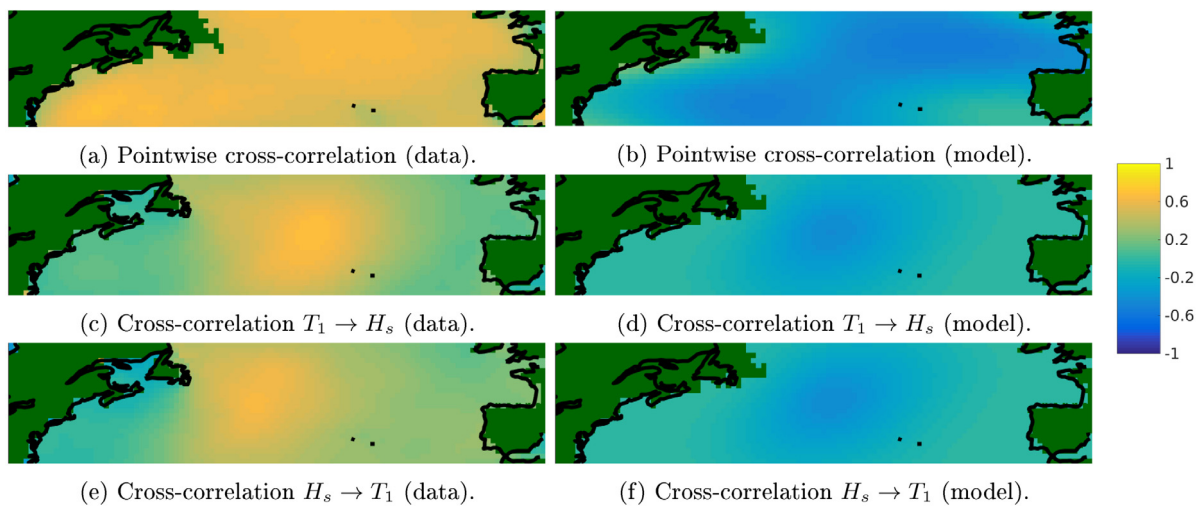 (a) Pointwise cross-correlation (data).
(b) Pointwise cross-correlation (model).
(c) Cross-correlation T₁ → Hₛ (data).
(d) Cross-correlation T₁ → Hₛ (model).
(e) Cross-correlation Hₛ → T₁ (data).
(f) Cross-correlation Hₛ → T₁ (model).
1
0.6
0.2
-0.2
-0.6
-1